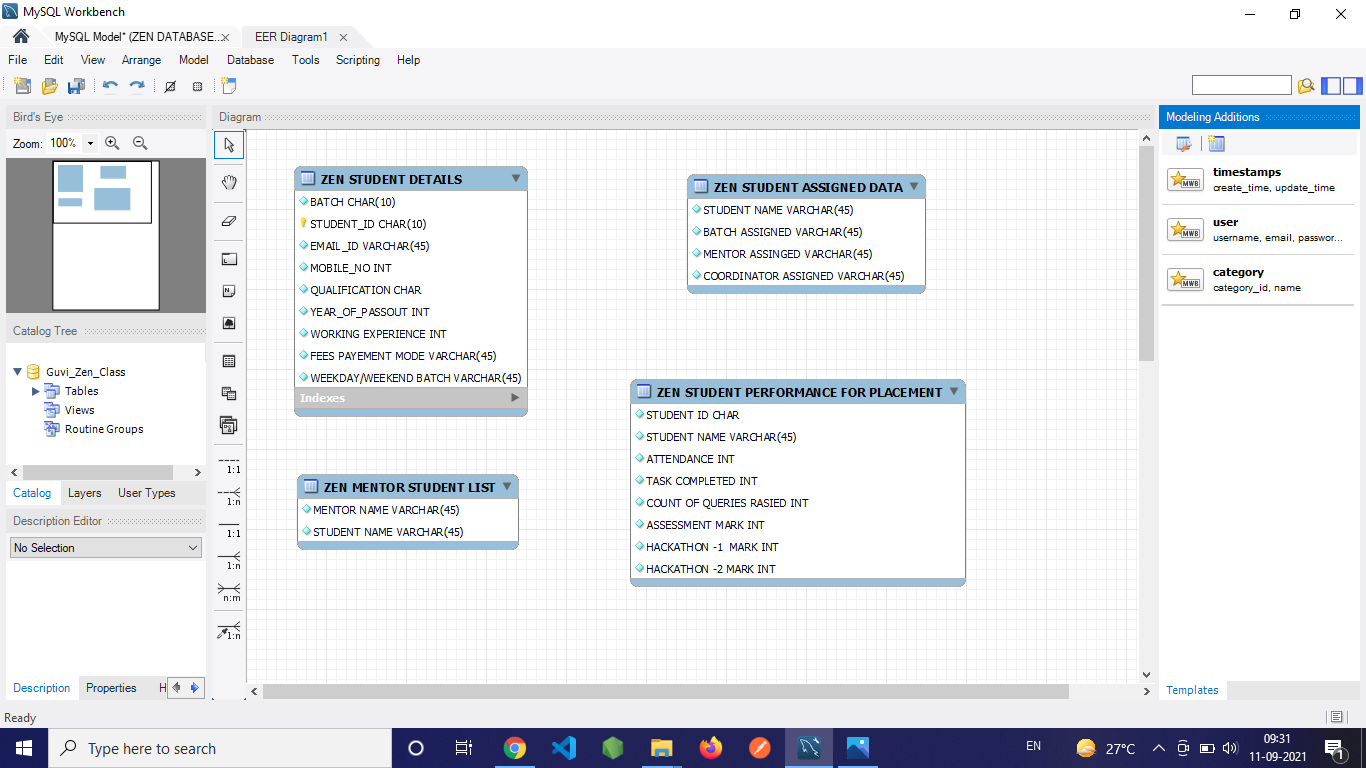 MySQL Workbench
MySQL Model* (ZEN DATABASE... × EER Diagram1 ×
File Edit View Arrange Model Database Tools Scripting Help
Bird's Eye
Zoom: 100%
Catalog Tree
Guvi_Zen_Class
Tables
Views
Routine Groups
Catalog Layers User Types
Description Editor
No Selection
Description Properties H
Diagram
1:1
1:n
1:1
1:n
n:m
1:n
ZEN STUDENT DETAILS
BATCH CHAR(10)
STUDENT_ID CHAR(10)
EMAIL_ID VARCHAR(45)
MOBILE_NO INT
QUALIFICATION CHAR
YEAR_OF_PASSOUT INT
WORKING EXPERIENCE INT
FEES PAYEMENT MODE VARCHAR(45)
WEEKDAY/WEEKEND BATCH VARCHAR(45)
Indexes
ZEN MENTOR STUDENT LIST
MENTOR NAME VARCHAR(45)
STUDENT NAME VARCHAR(45)
ZEN STUDENT ASSIGNED DATA
STUDENT NAME VARCHAR(45)
BATCH ASSIGNED VARCHAR(45)
MENTOR ASSINGED VARCHAR(45)
COORDINATOR ASSIGNED VARCHAR(45)
ZEN STUDENT PERFORMANCE FOR PLACEMENT
STUDENT ID CHAR
STUDENT NAME VARCHAR(45)
ATTENDANCE INT
TASK COMPLETED INT
COUNT OF QUERIES RASIED INT
ASSESSMENT MARK INT
HACKATHON -1 MARK INT
HACKATHON -2 MARK INT
Modeling Additions
MWB
timestamps
create_time, update_time
MWB
user
username, email, passwor...
MWB
category
category_id, name
Templates
Ready
Type here to search
EN
27°C
09:31
11-09-2021
1